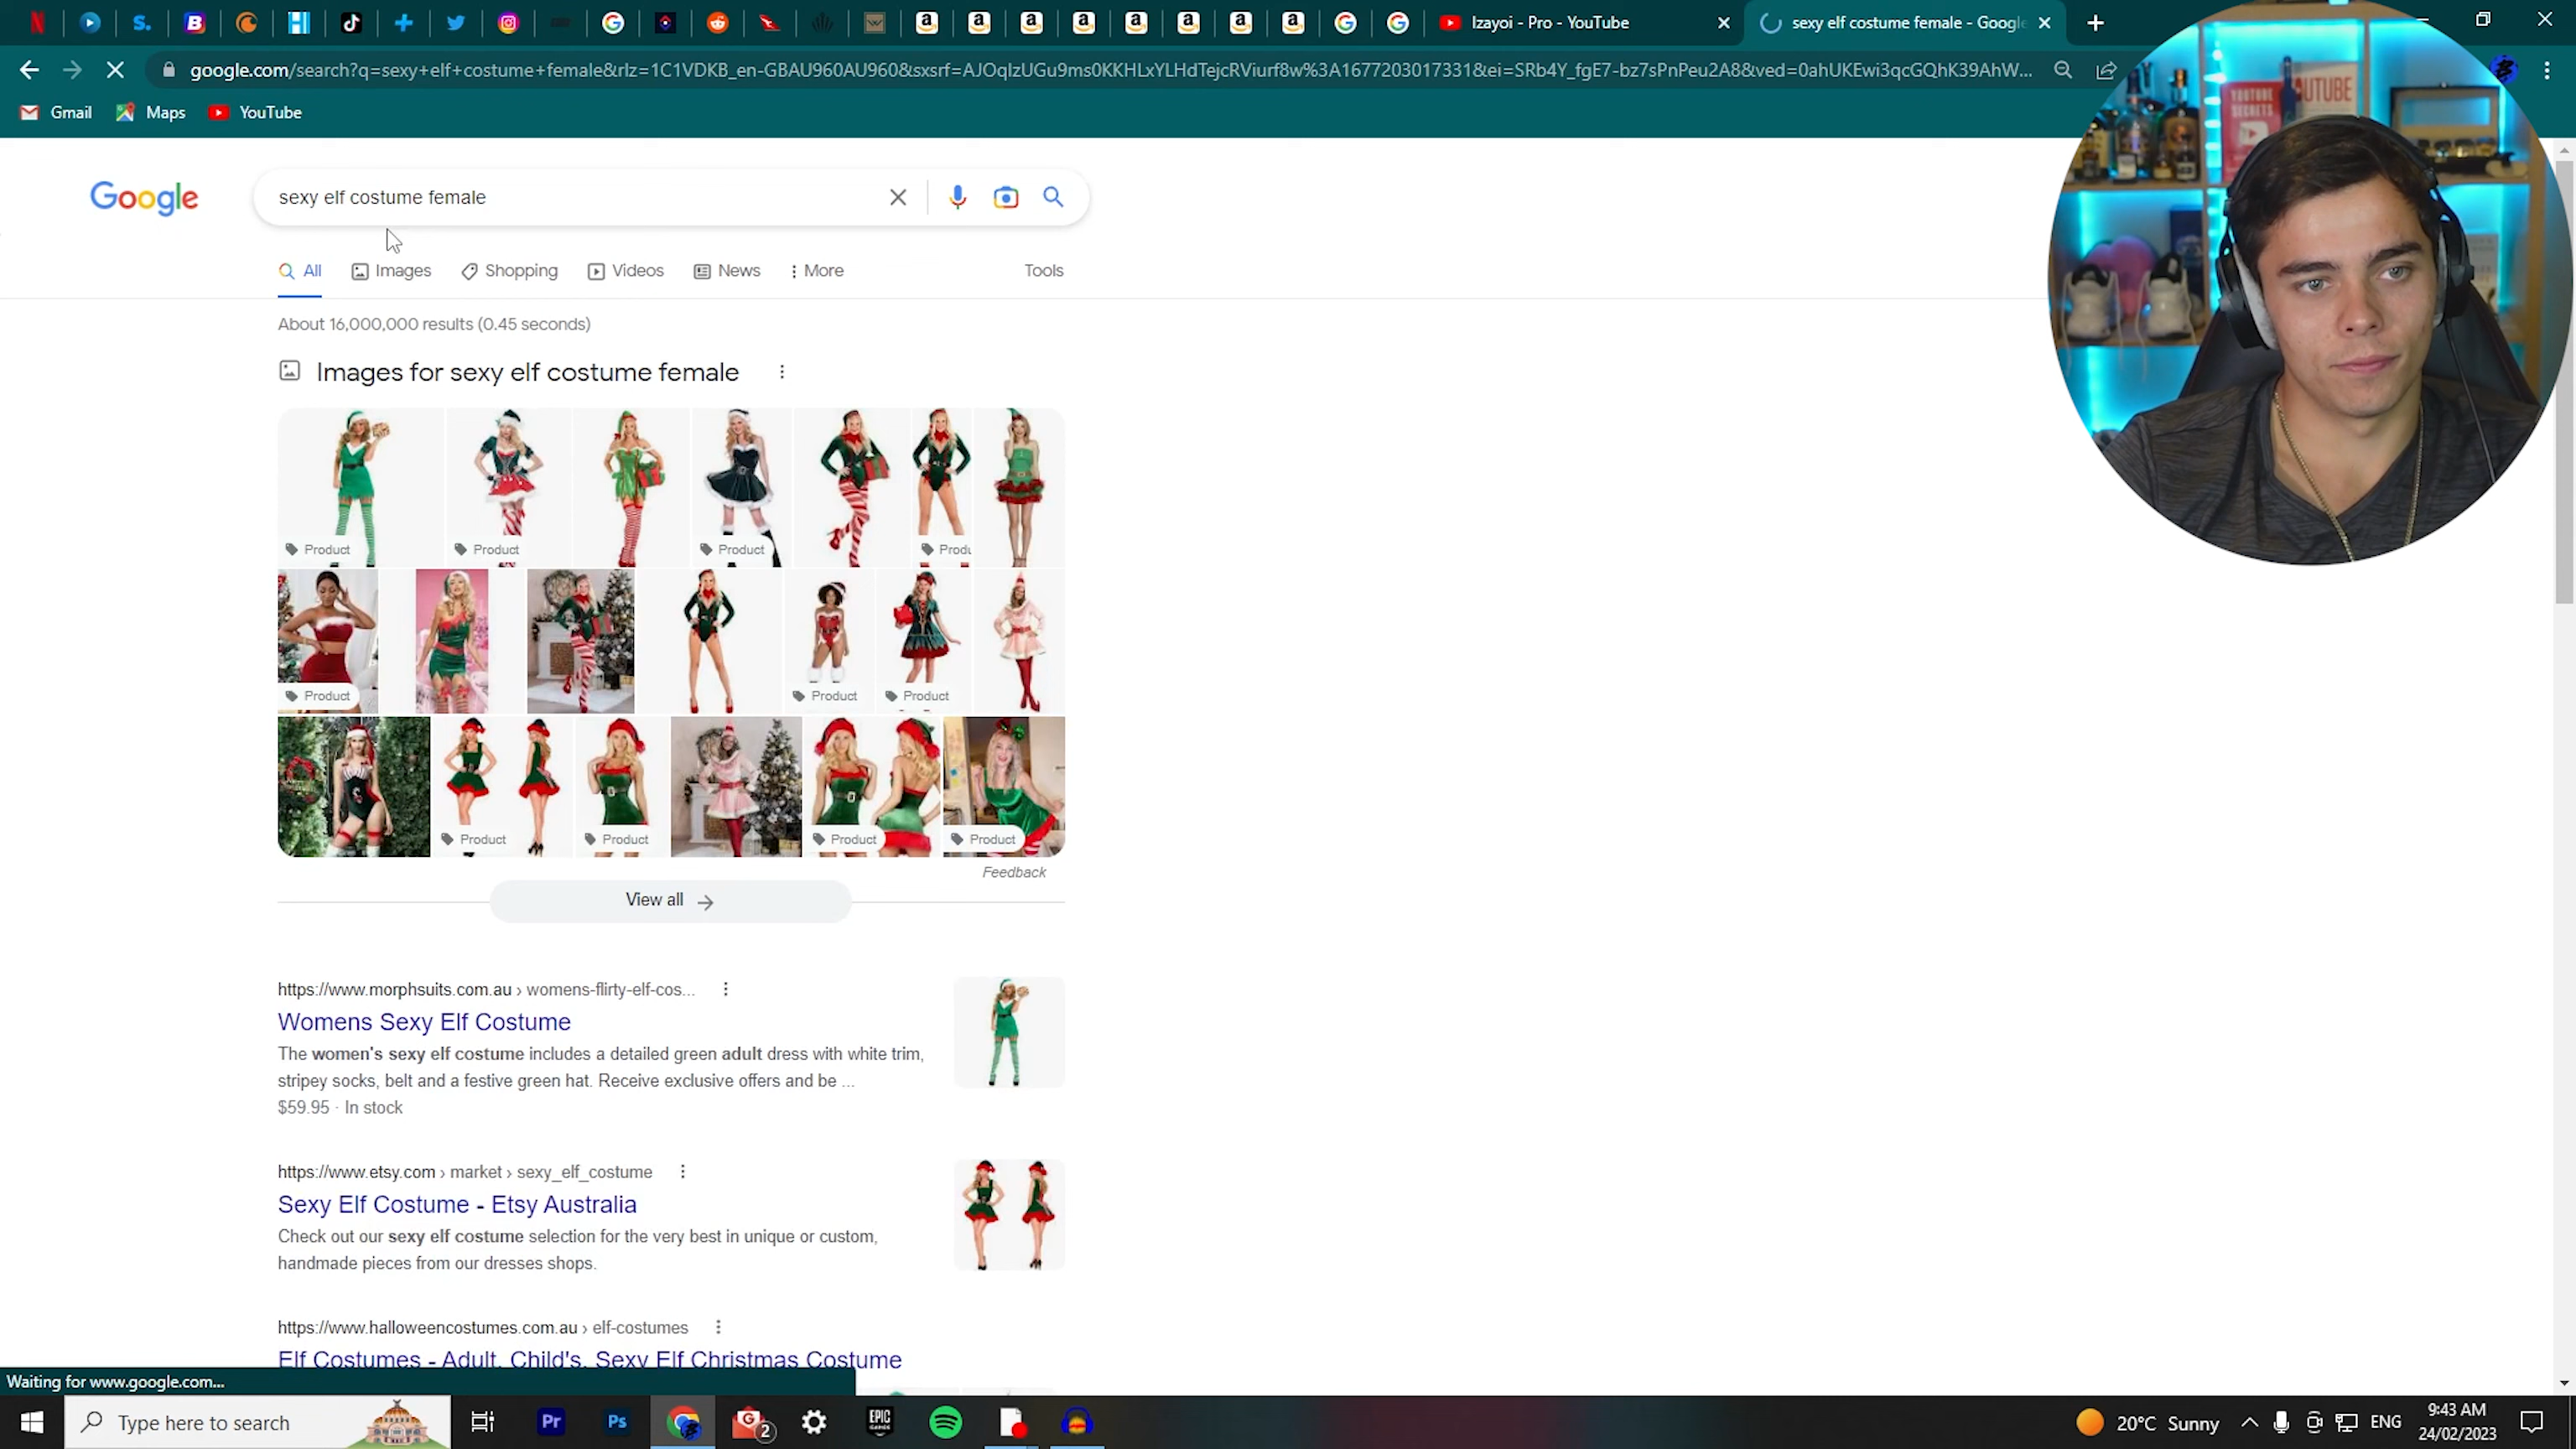 Izayoi - Pro - YouTube
sexy elf costume female - Google
google.com/search?q=sexy+elf+costume+female&rlz=1C1VDKB_en-GBAU960AU960&sxsrf=AJOqlzUGu9ms0KKHLxYLHdTejcRViurf8w%3A1677203017331&ei=SRb4Y_fgE7-bz7sPnPeu2A8&ved=0ahUKEwi3qcGQhK39AhW...
Gmail
Maps
YouTube
YOUTUBE SECRETS
Google
sexy elf costume female
All
Images
Shopping
Videos
News
More
Tools
About 16,000,000 results (0.45 seconds)
Images for sexy elf costume female
Product
Product
Product
Product
Product
Product
Product
Product
Product
Product
Feedback
View all
https://www.morphsuits.com.au › womens-flirty-elf-cos...
Womens Sexy Elf Costume
The women's sexy elf costume includes a detailed green adult dress with white trim,
stripey socks, belt and a festive green hat. Receive exclusive offers and be ...
$59.95 · In stock
https://www.etsy.com › market › sexy_elf_costume
Sexy Elf Costume - Etsy Australia
Check out our sexy elf costume selection for the very best in unique or custom,
handmade pieces from our dresses shops.
https://www.halloweencostumes.com.au › elf-costumes
Elf Costumes - Adult, Child's, Sexy Elf Christmas Costume
Waiting for www.google.com...
Type here to search
Pr
Ps
2
EPIC GAMES
20°C Sunny
ENG
9:43 AM
24/02/2023